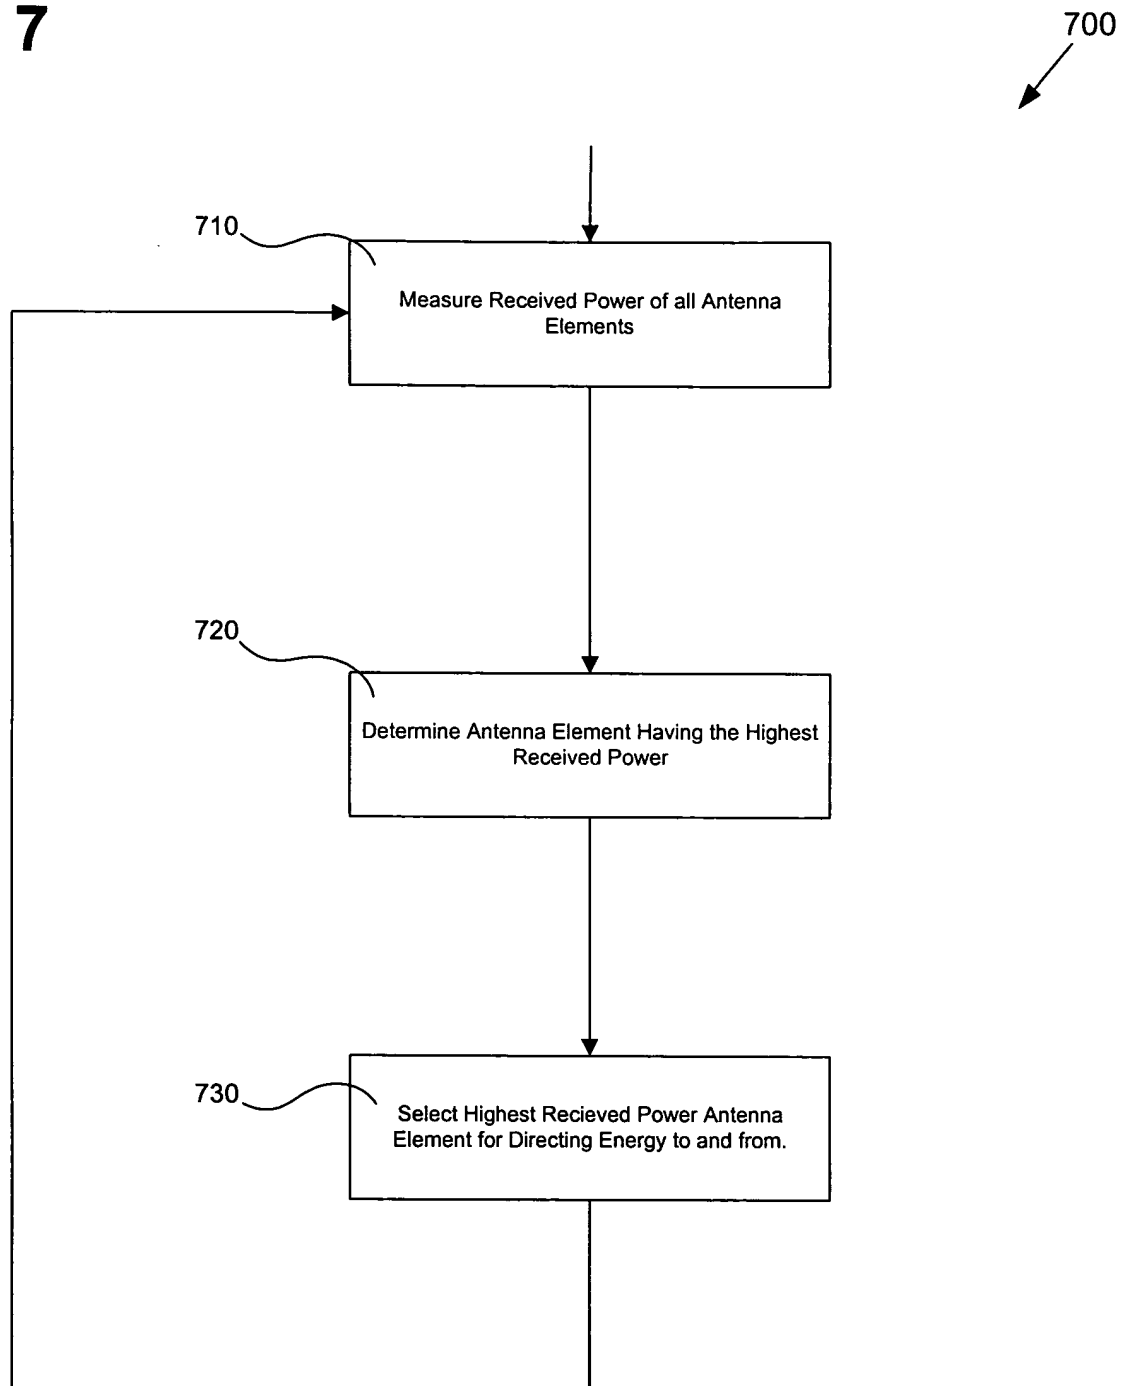 7
700
710
Measure Received Power of all Antenna
Elements
720
Determine Antenna Element Having the Highest
Received Power
730
Select Highest Recieved Power Antenna
Element for Directing Energy to and from.